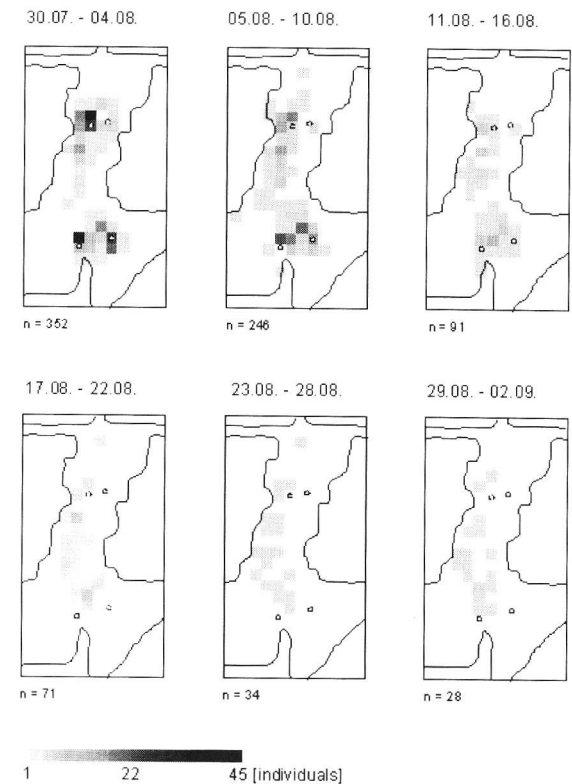 30.07. - 04.08. 05.08. - 10.08. 11.08. - 16.08.
n = 352 n = 246 n = 91
17.08. - 22.08. 23.08. - 28.08. 29.08. - 02.09.
n = 71 n = 34 n = 28
1 22 45 [individuals]